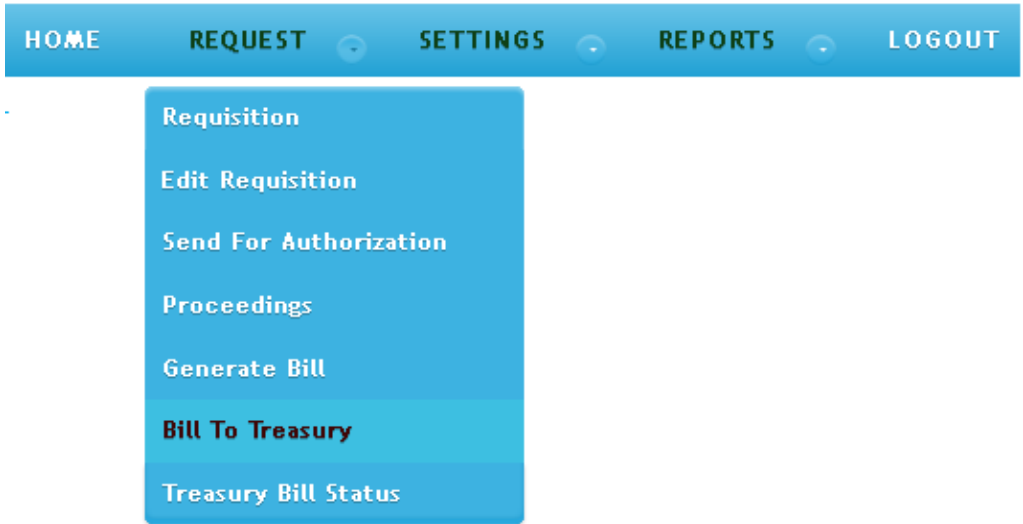 HOME REQUEST SETTINGS REPORTS LOGOUT
Requisition
Edit Requisition
Send For Authorization
Proceedings
Generate Bill
Bill To Treasury
Treasury Bill Status